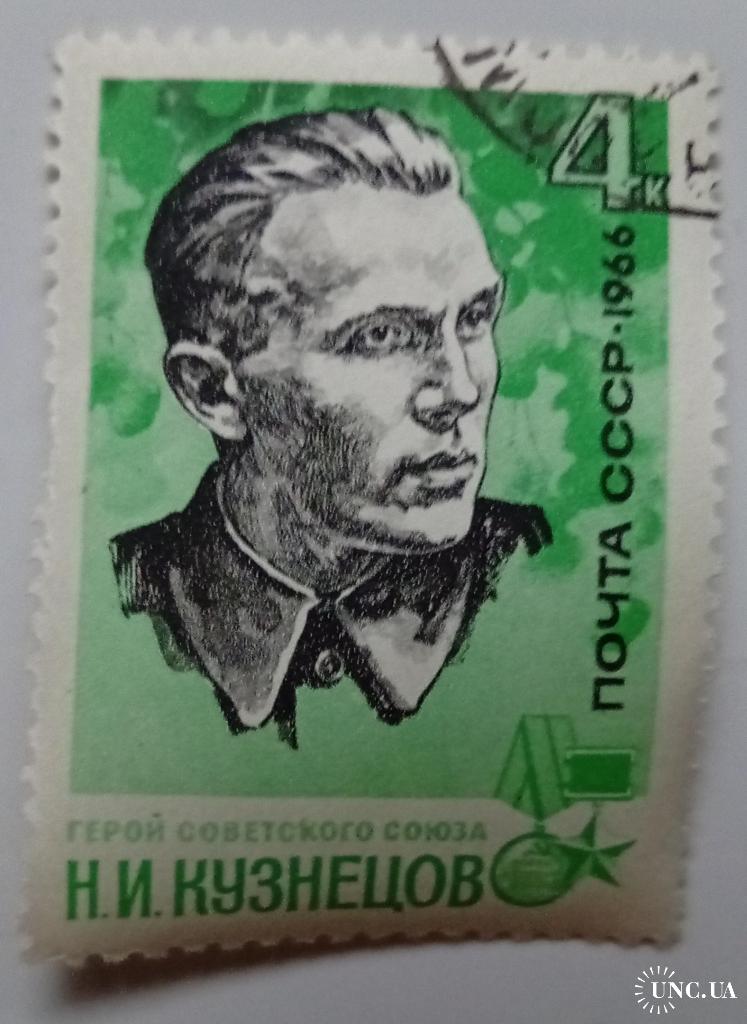 4к
ПОЧТА СССР·1966
ГЕРОЙ СОВЕТСКОГО СОЮЗА
Н.И.КУЗНЕЦОВ
UNC.UA